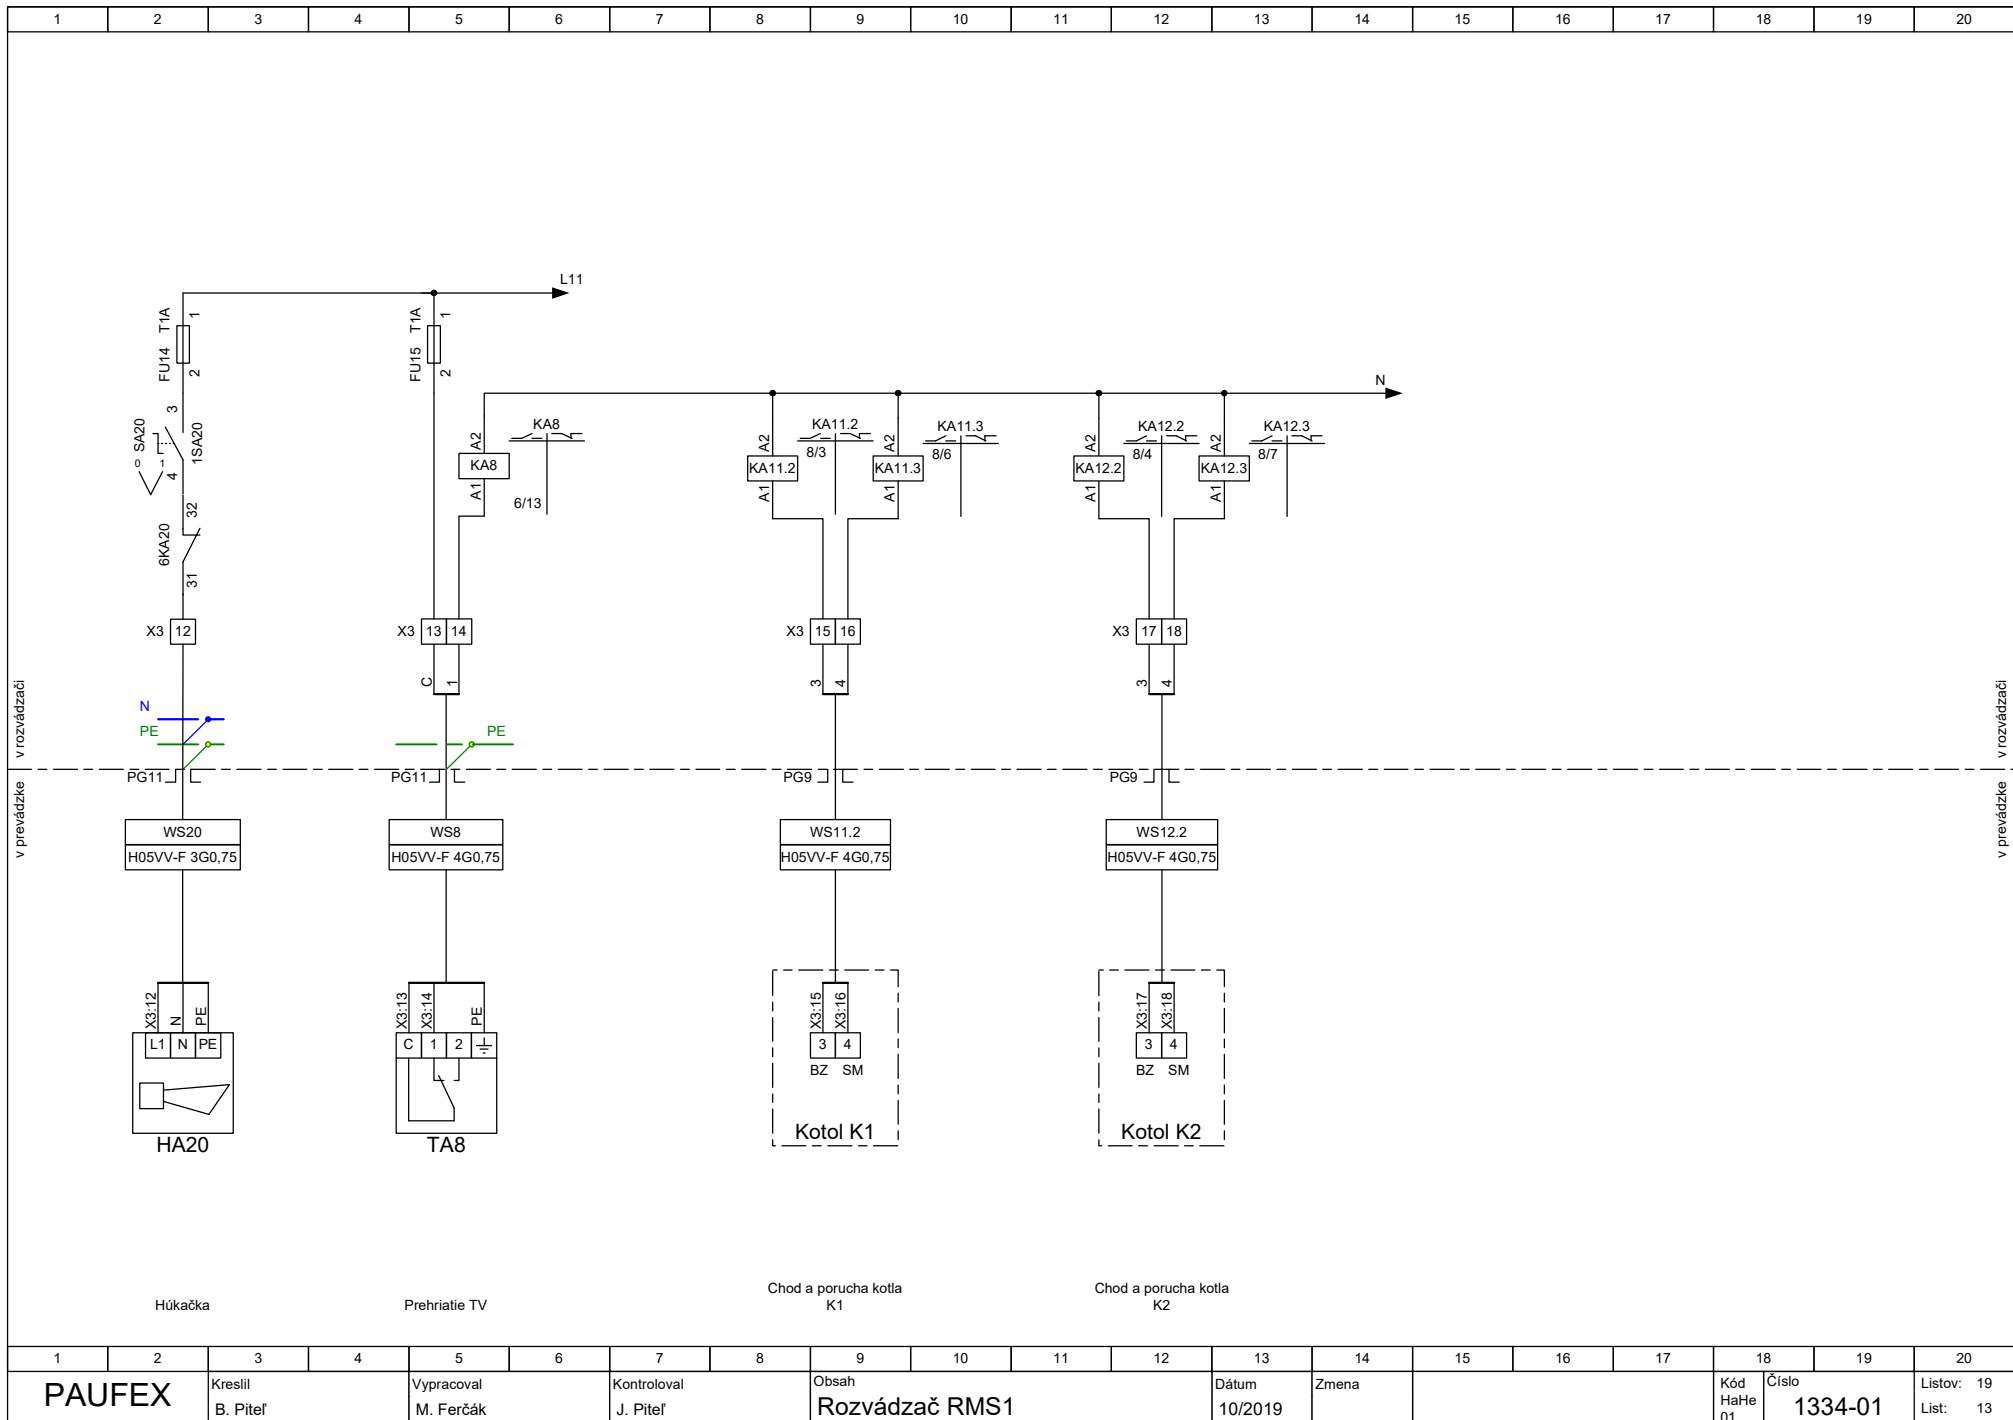 1 2 3 4 5 6 7 8 9 10 11 12 13 14 15 16 17 18 19 20
L11
FU14 T1A 1 2
FU15 T1A 1 2
N
SA20 0 1
3 4 1SA20
A2 KA8 A1
KA8
6/13
A2 KA11.2 A1
KA11.2
8/3
A2 KA11.3 A1
KA11.3
8/6
A2 KA12.2 A1
KA12.2
8/4
A2 KA12.3 A1
KA12.3
8/7
6KA20 32 31
X3 12
X3 13 14
X3 15 16
X3 17 18
C 1
3 4
3 4
N
PE
PE
v rozvádzači
v rozvádzači
PG11
PG11
PG9
PG9
v prevádzke
v prevádzke
WS20
H05VV-F 3G0,75
WS8
H05VV-F 4G0,75
WS11.2
H05VV-F 4G0,75
WS12.2
H05VV-F 4G0,75
X3:12 N PE
L1 N PE
HA20
X3:13 X3:14 PE
C 1 2
TA8
X3:15 X3:16
3 4
BZ SM
Kotol K1
X3:17 X3:18
3 4
BZ SM
Kotol K2
Húkačka
Prehriatie TV
Chod a porucha kotla
K1
Chod a porucha kotla
K2
1 2 3 4 5 6 7 8 9 10 11 12 13 14 15 16 17 18 19 20
PAUFEX
Kreslil
B. Piteľ
Vypracoval
M. Ferčák
Kontroloval
J. Piteľ
Obsah
Rozvádzač RMS1
Dátum
10/2019
Zmena
Kód
HaHe
01
Číslo
1334-01
Listov: 19
List: 13